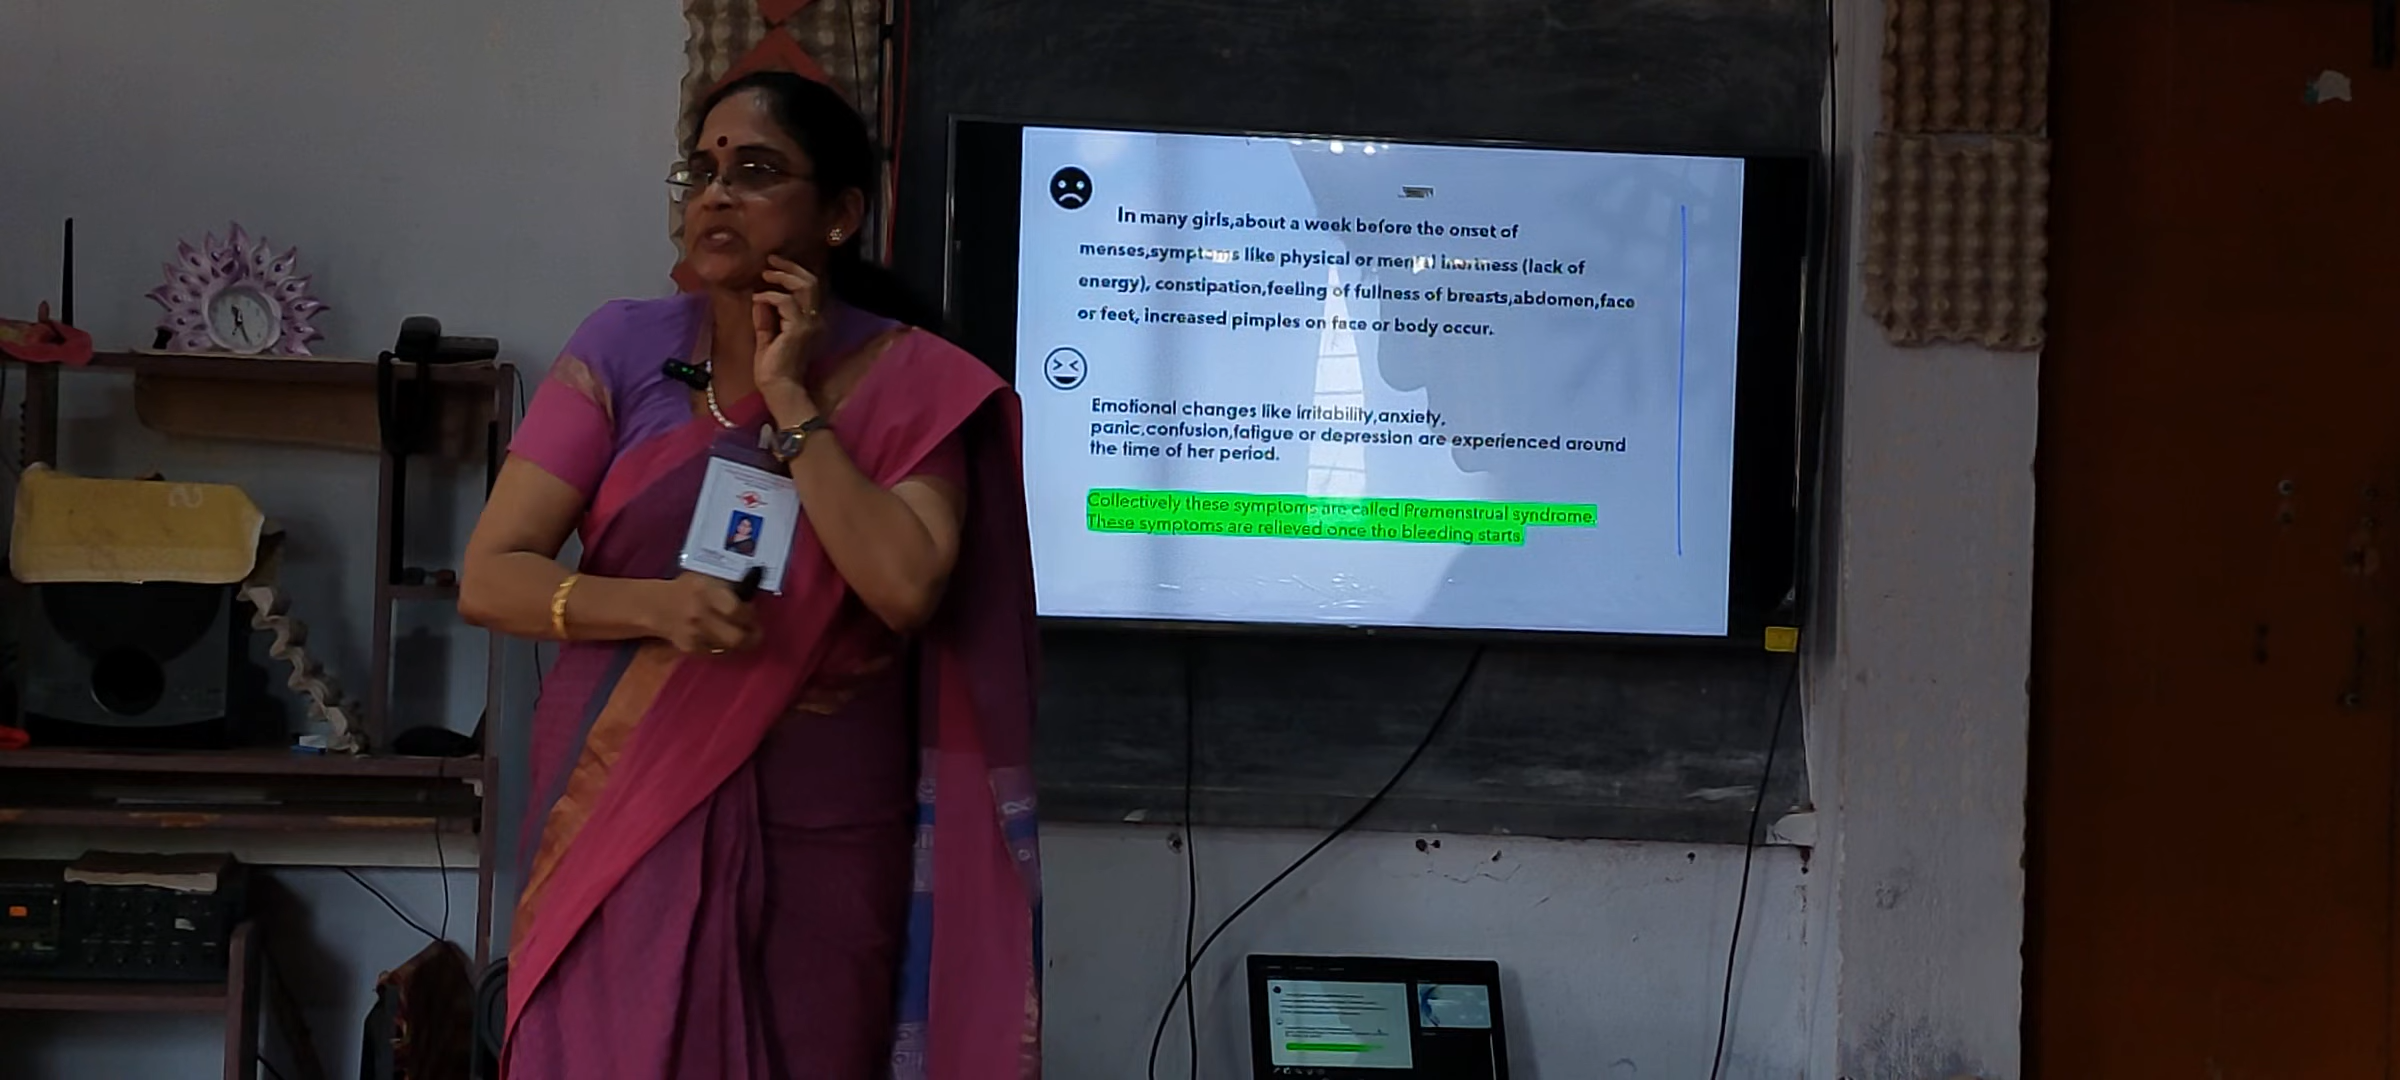 In many girls,about a week before the onset of
menses,symptoms like physical or mental inertness (lack of
energy), constipation,feeling of fullness of breasts,abdomen,face
or feet, increased pimples on face or body occur.
Emotional changes like irritability,anxiety,
panic,confusion,fatigue or depression are experienced around
the time of her period.
Collectively these symptoms are called Premenstrual syndrome.
These symptoms are relieved once the bleeding starts.